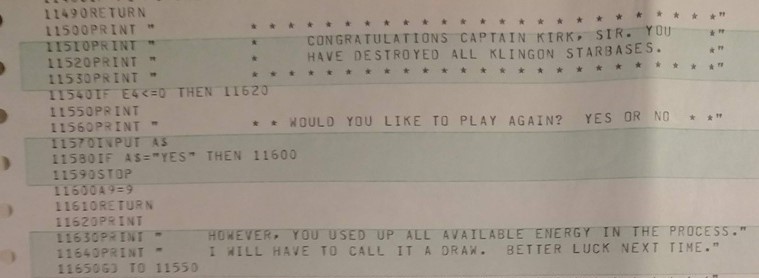 11490RETURN
11500PRINT " * * * * * * * * * * * * * * * * * * * * * * * * * *"
11510PRINT " * CONGRATULATIONS CAPTAIN KIRK, SIR. YOU *"
11520PRINT " * HAVE DESTROYED ALL KLINGON STARBASES. *"
11530PRINT " * * * * * * * * * * * * * * * * * * * * * * * * * *"
11540IF E4<=0 THEN 11620
11550PRINT
11560PRINT " * * WOULD YOU LIKE TO PLAY AGAIN? YES OR NO * *"
11570INPUT A$
11580IF A$="YES" THEN 11600
11590STOP
11600A9=9
11610RETURN
11620PRINT
11630PRINT " HOWEVER, YOU USED UP ALL AVAILABLE ENERGY IN THE PROCESS."
11640PRINT " I WILL HAVE TO CALL IT A DRAW. BETTER LUCK NEXT TIME."
11650GO TO 11550